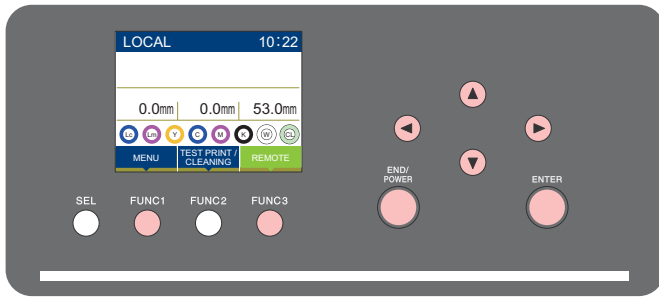 LOCAL 10:22
0.0mm 0.0mm 53.0mm
Lc Lm Y C M K W CL
MENU TEST PRINT / CLEANING REMOTE
END/
POWER
ENTER
SEL FUNC1 FUNC2 FUNC3